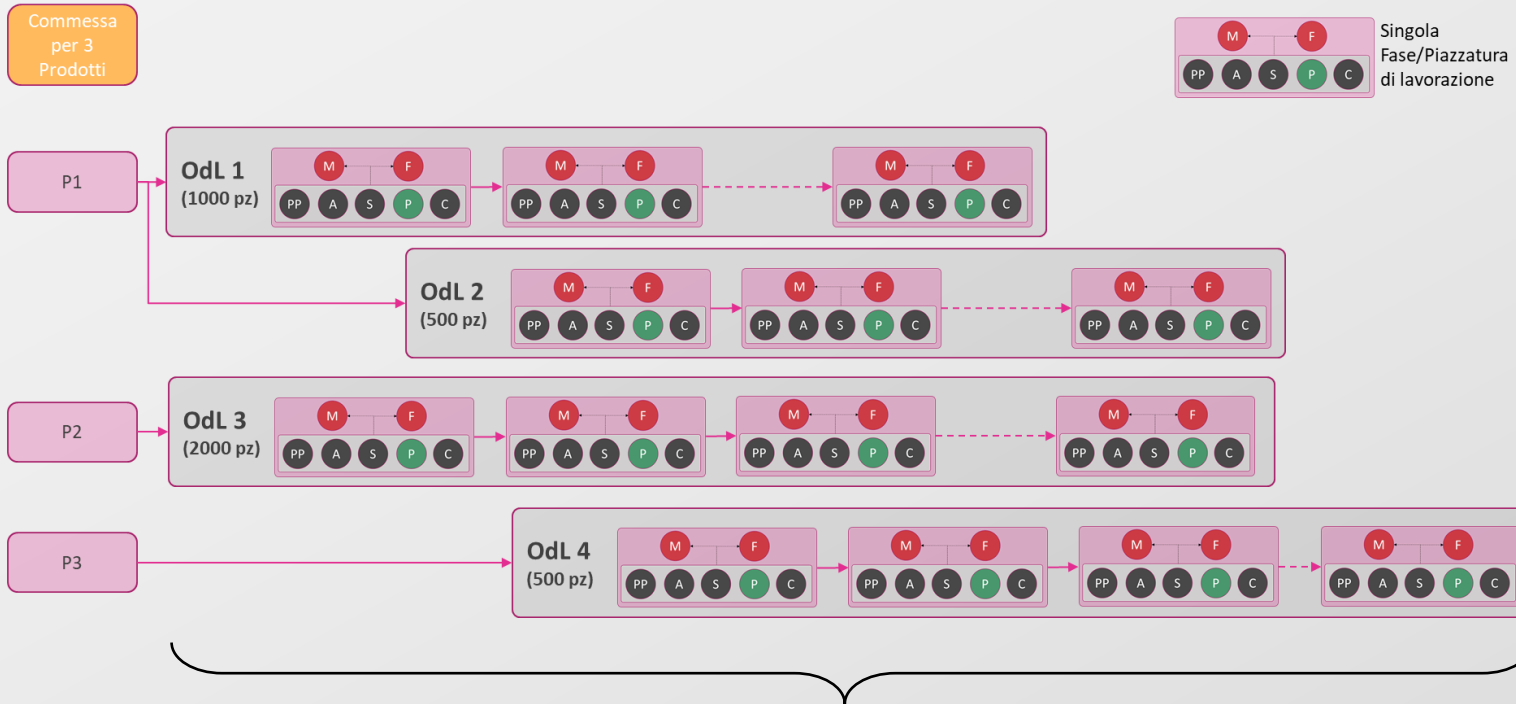 Commessa
per 3
Prodotti
M F
PP A S P C
Singola
Fase/Piazzatura
di lavorazione
P1
OdL 1
(1000 pz)
M F M F M F
PP A S P C PP A S P C PP A S P C
OdL 2
(500 pz)
M F M F M F
PP A S P C PP A S P C PP A S P C
P2
OdL 3
(2000 pz)
M F M F M F M F
PP A S P C PP A S P C PP A S P C PP A S P C
P3
OdL 4
(500 pz)
M F M F M F M F
PP A S P C PP A S P C PP A S P C PP A S P C